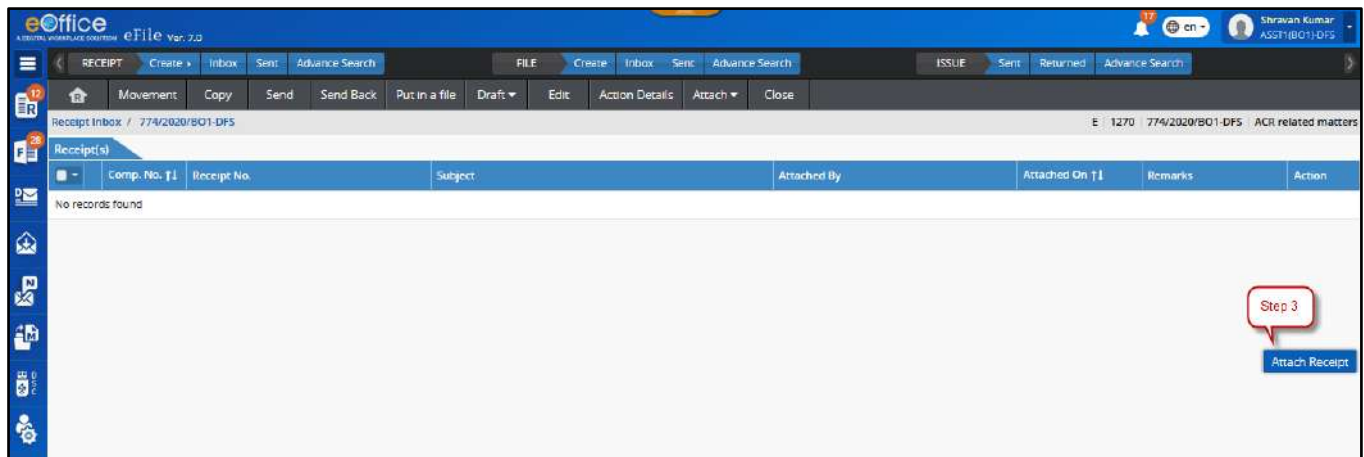 eOffice
A DIGITAL WORKPLACE SOLUTION eFile Ver. 7.0
17 en Shravan Kumar
ASST1(BO1)-DFS
RECEIPT Create Inbox Sent Advance Search FILE Create Inbox Sent Advance Search ISSUE Sent Returned Advance Search
12 R Movement Copy Send Send Back Put in a file Draft Edit Action Details Attach Close
R
Receipt Inbox / 774/2020/BO1-DFS E 1270 774/2020/BO1-DFS ACR related matters
28
F Receipt(s)
Comp. No. Receipt No. Subject Attached By Attached On Remarks Action
D
No records found
N
Step 3
M
Attach Receipt
DSC